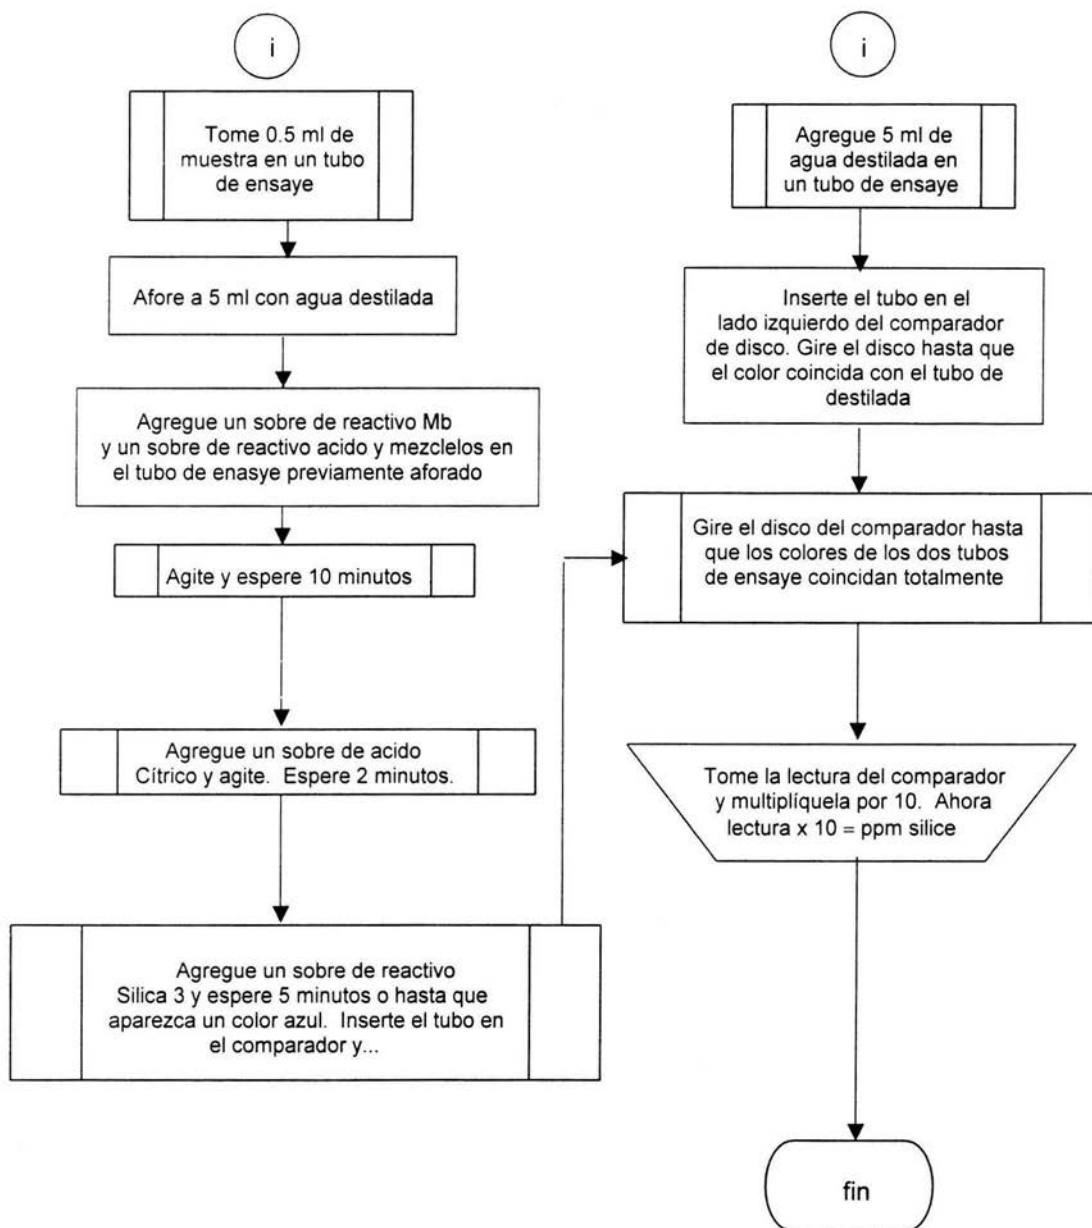 i
Tome 0.5 ml de
muestra en un tubo
de ensaye
Afore a 5 ml con agua destilada
Agregue un sobre de reactivo Mb
y un sobre de reactivo acido y mezclelos en
el tubo de enasye previamente aforado
Agite y espere 10 minutos
Agregue un sobre de acido
Cítrico y agite. Espere 2 minutos.
Agregue un sobre de reactivo
Silica 3 y espere 5 minutos o hasta que
aparezca un color azul. Inserte el tubo en
el comparador y...
i
Agregue 5 ml de
agua destilada en
un tubo de ensaye
Inserte el tubo en el
lado izquierdo del comparador
de disco. Gire el disco hasta que
el color coincida con el tubo de
destilada
Gire el disco del comparador hasta
que los colores de los dos tubos
de ensaye coincidan totalmente
Tome la lectura del comparador
y multiplíquela por 10. Ahora
lectura x 10 = ppm silice
fin